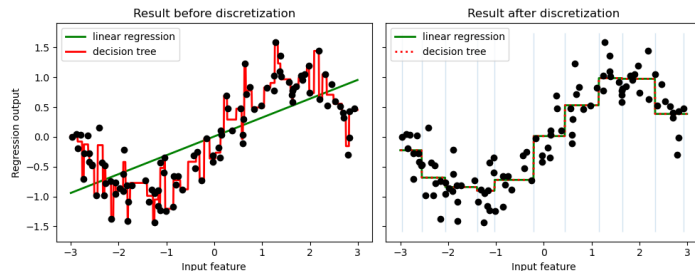 Result before discretization
linear regression
decision tree
Regression output
1.5
1.0
0.5
0.0
−0.5
−1.0
−1.5
−3 −2 −1 0 1 2 3
Input feature
Result after discretization
linear regression
decision tree
−3 −2 −1 0 1 2 3
Input feature